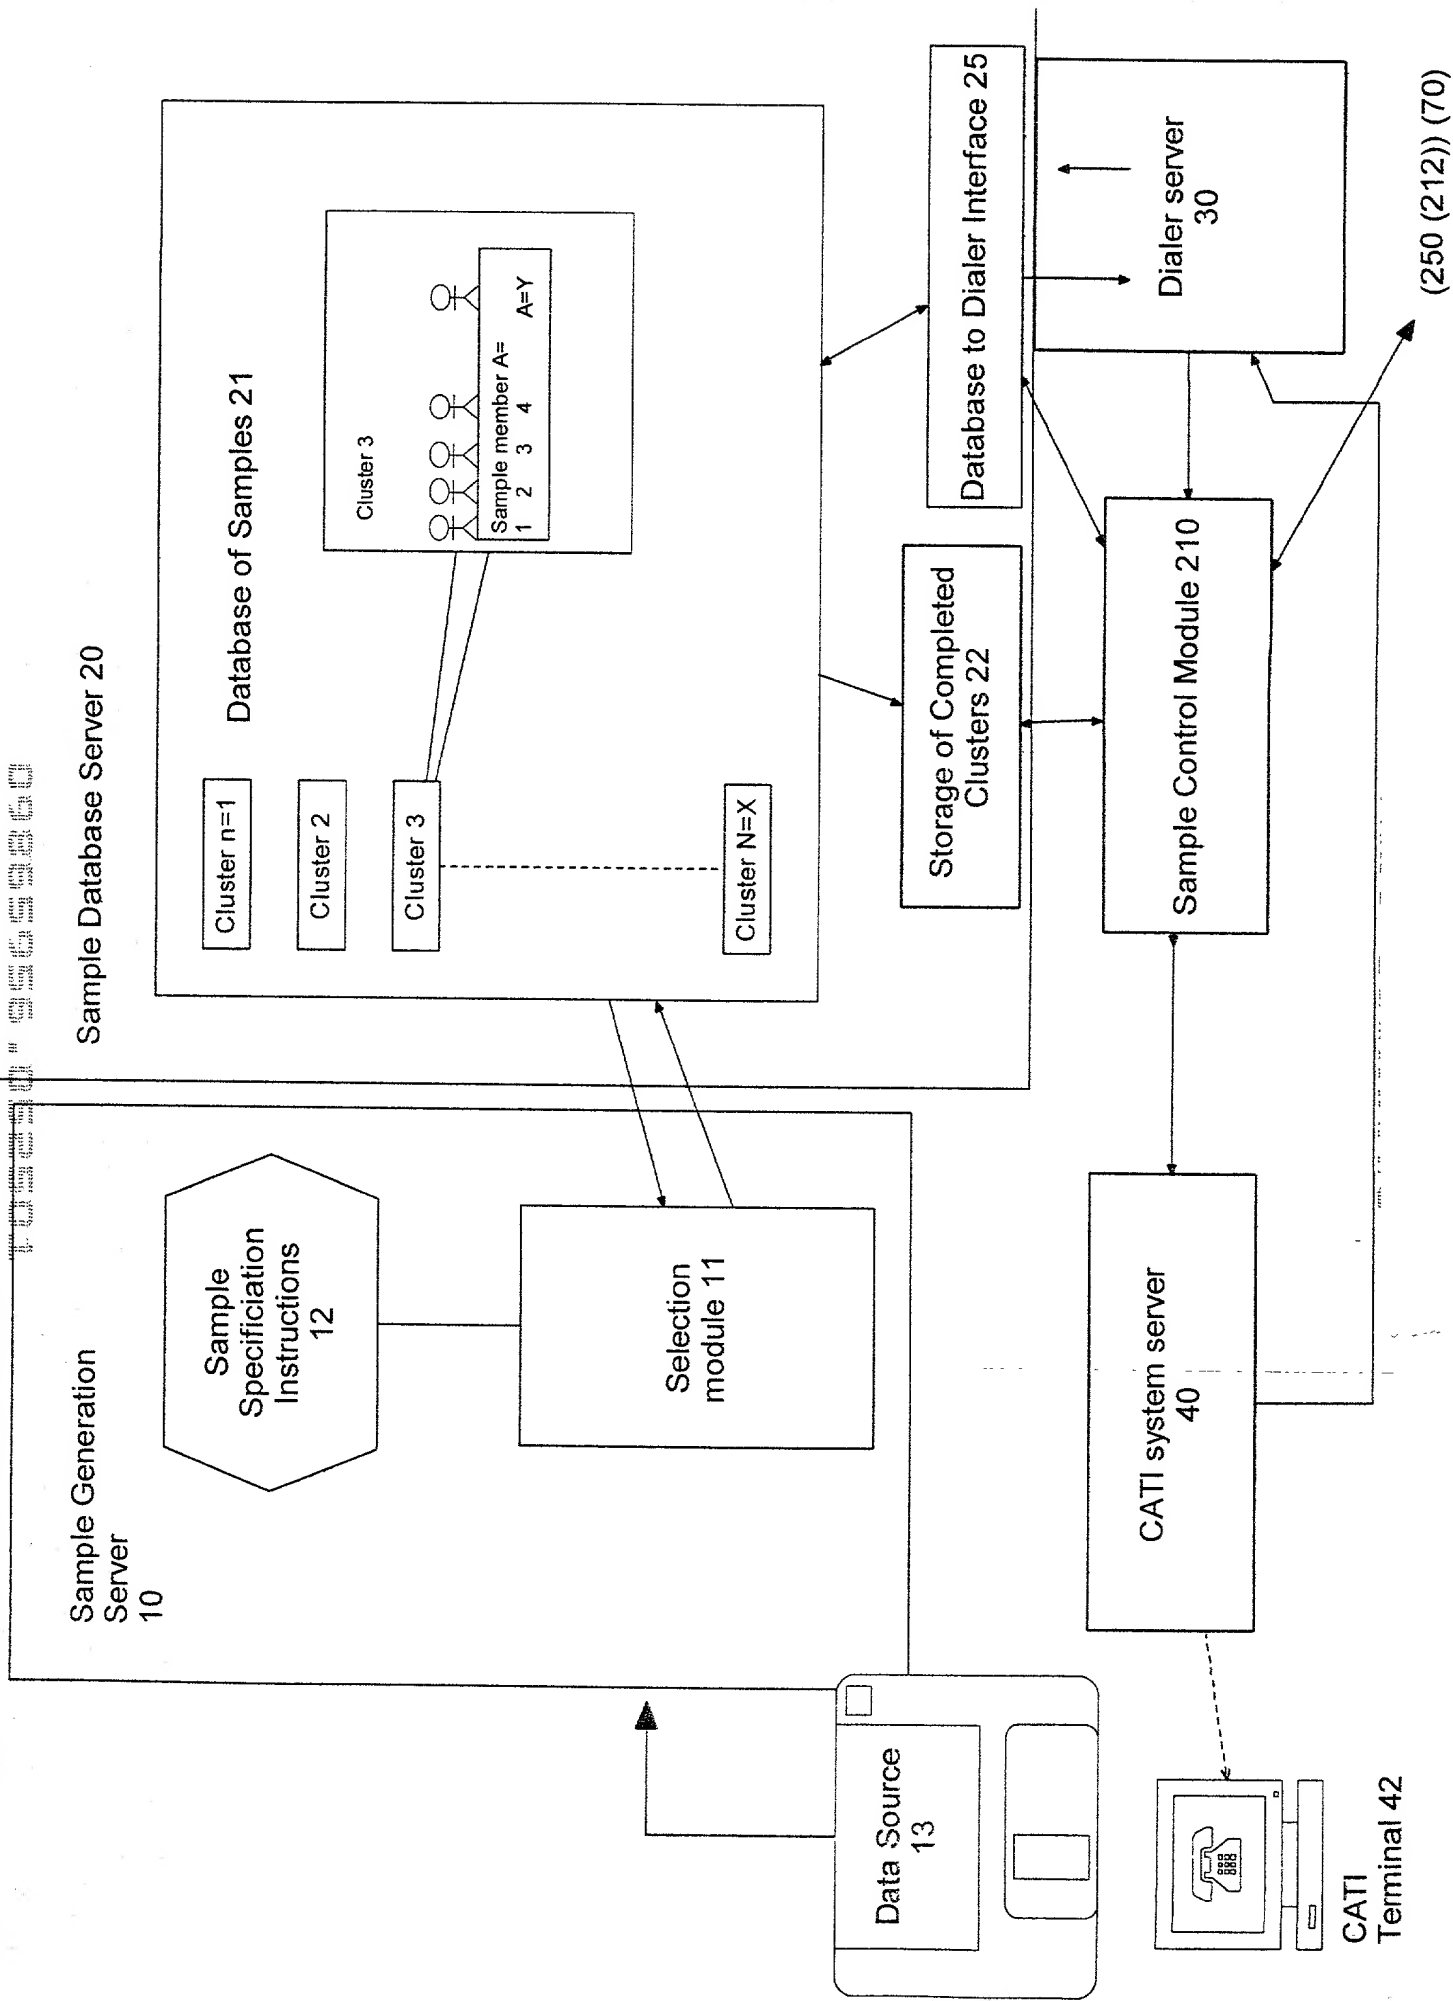 Sample Generation
Server
10
Sample
Specificiation
Instructions
12
Selection
module 11
Data Source
13
Sample Database Server 20
Database of Samples 21
Cluster n=1
Cluster 2
Cluster 3
Cluster N=X
Cluster 3
Sample member A=
1 2 3 4 A=Y
Storage of Completed
Clusters 22
Database to Dialer Interface 25
Dialer server
30
Sample Control Module 210
CATI system server
40
CATI
Terminal 42
(250 (212)) (70)